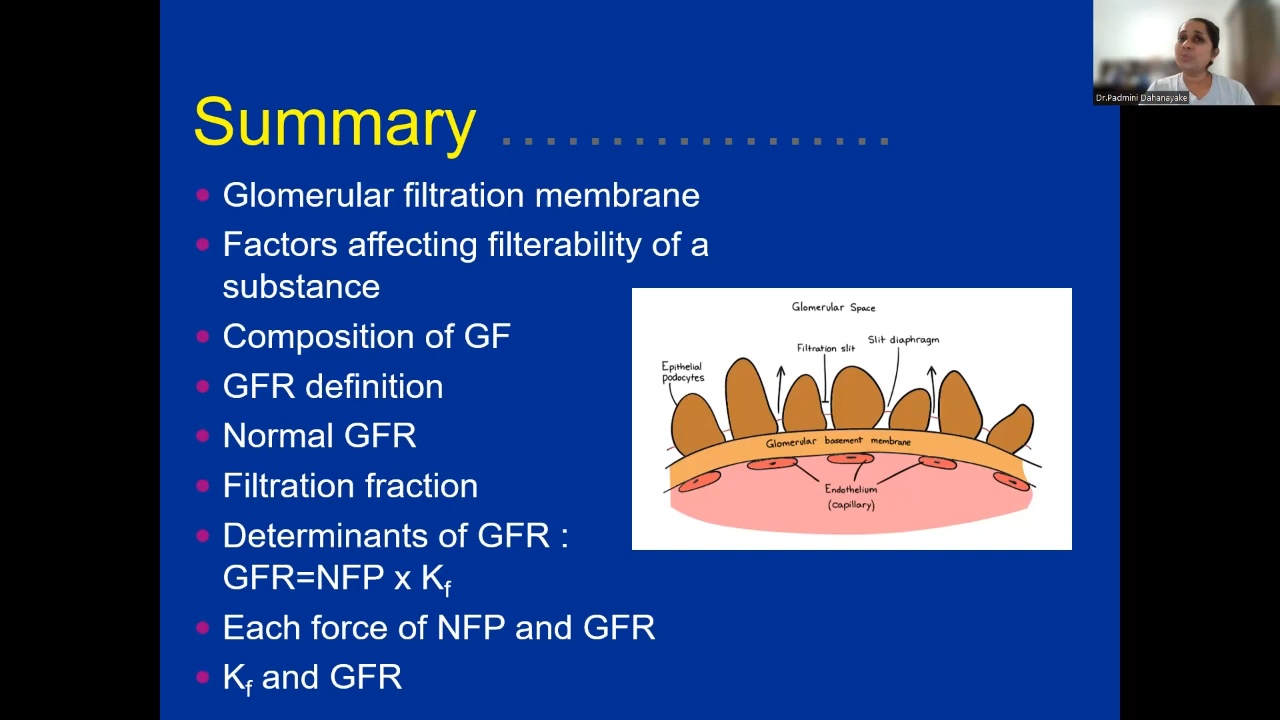 Dr.Padmini Dahanayake
Summary .................. 
Glomerular filtration membrane
Factors affecting filterability of a
substance
Composition of GF
GFR definition
Normal GFR
Filtration fraction
Determinants of GFR :
GFR=NFP x Kf
Each force of NFP and GFR
Kf and GFR
Glomerular Space
Filtration slit
Slit diaphragm
Epithelial
podocytes
Glomerular basement membrane
Endothelium
(capillary)